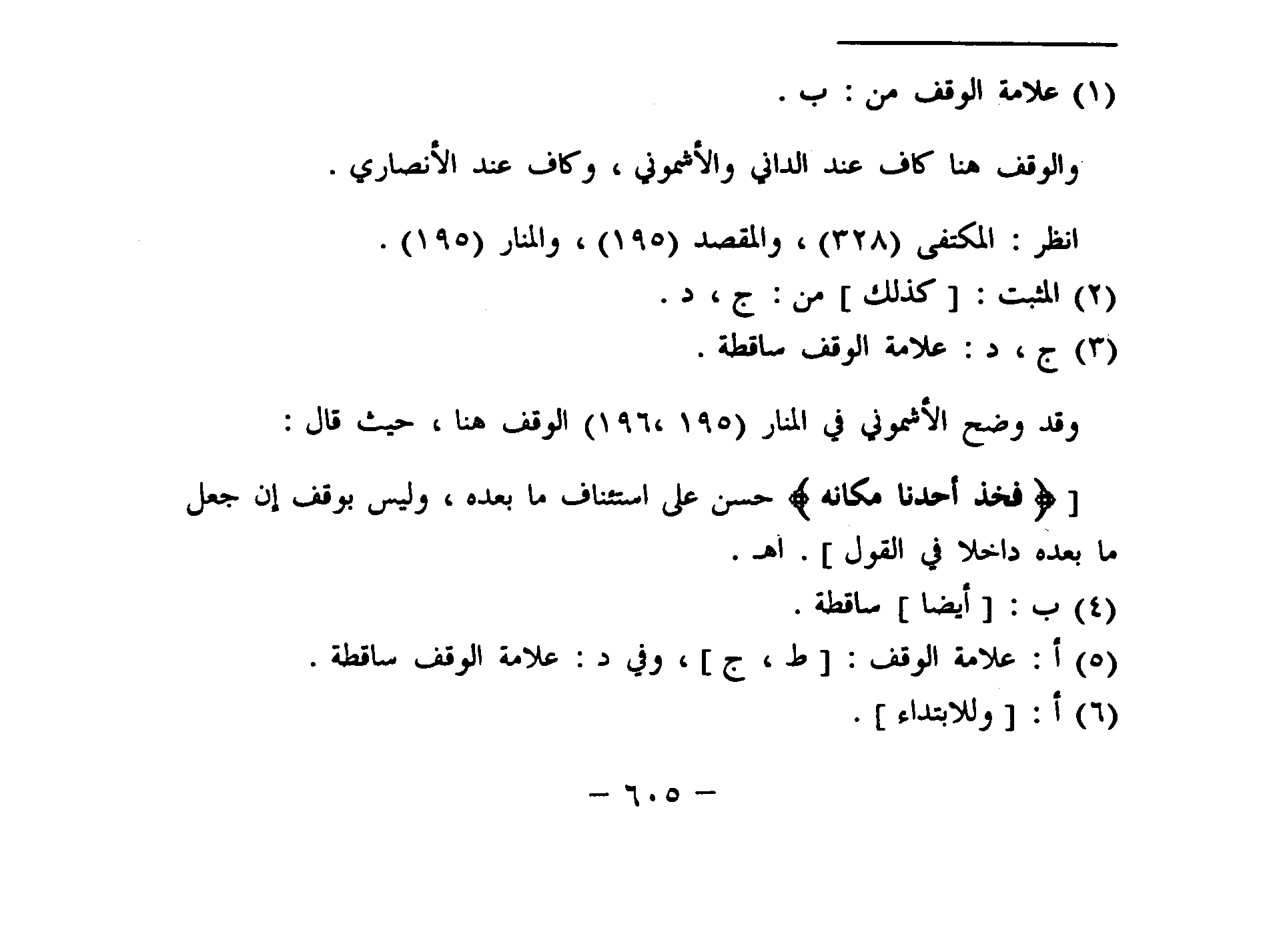 (١) علامة الوقف من : ب .
والوقف هنا كاف عند الداني والأشموني ، وكاف عند الأنصاري .
انظر : المكتفى (٣٢٨) ، والمقصد (١٩٥) ، والمنار (١٩٥) .
(٢) المثبت : [ كذلك ] من : ج ، د .
(٣) ج ، د : علامة الوقف ساقطة .
وقد وضح الأشموني في المنار (١٩٥ ،١٩٦) الوقف هنا ، حيث قال :
[ ﴿ فخذ أحدنا مكانه ﴾ حسن على استئناف ما بعده ، وليس بوقف إن جعل
ما بعده داخلا في القول ] . اهـ .
(٤) ب : [ أيضا ] ساقطة .
(٥) أ : علامة الوقف : [ ط ، ج ] ، وفي د : علامة الوقف ساقطة .
(٦) أ : [ وللابتداء ] .
– ٦٠٥ –